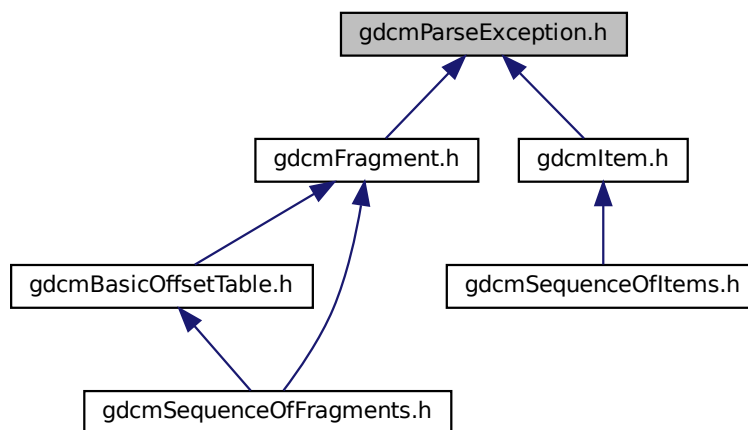 gdcmParseException.h
gdcmFragment.h
gdcmItem.h
gdcmBasicOffsetTable.h
gdcmSequenceOfItems.h
gdcmSequenceOfFragments.h